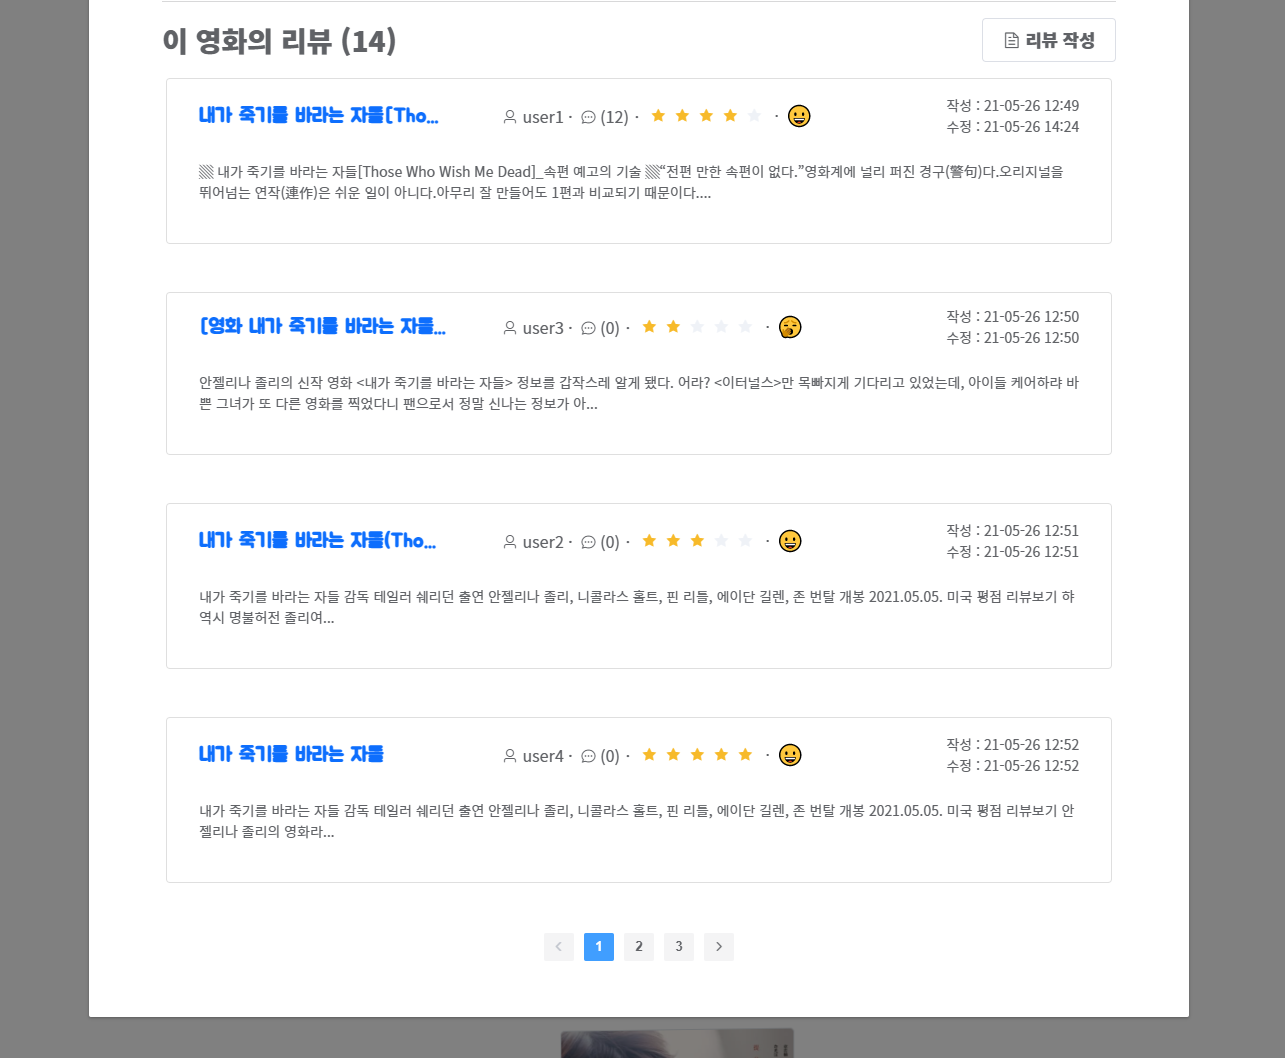 이 영화의 리뷰 (14)
리뷰 작성
내가 죽기를 바라는 자들[Tho...
user1 · (12) · ·
작성 : 21-05-26 12:49
수정 : 21-05-26 14:24
▒ 내가 죽기를 바라는 자들[Those Who Wish Me Dead]_속편 예고의 기술 ▒“전편 만한 속편이 없다.”영화계에 널리 퍼진 경구(警句)다.오리지널을
뛰어넘는 연작(連作)은 쉬운 일이 아니다.아무리 잘 만들어도 1편과 비교되기 때문이다....
[영화 내가 죽기를 바라는 자들...
user3 · (0) · ·
작성 : 21-05-26 12:50
수정 : 21-05-26 12:50
안젤리나 졸리의 신작 영화 <내가 죽기를 바라는 자들> 정보를 갑작스레 알게 됐다. 어라? <이터널스>만 목빠지게 기다리고 있었는데, 아이들 케어하랴 바
쁜 그녀가 또 다른 영화를 찍었다니 팬으로서 정말 신나는 정보가 아...
내가 죽기를 바라는 자들(Tho...
user2 · (0) · ·
작성 : 21-05-26 12:51
수정 : 21-05-26 12:51
내가 죽기를 바라는 자들 감독 테일러 쉐리던 출연 안젤리나 졸리, 니콜라스 홀트, 핀 리틀, 에이단 길렌, 존 번탈 개봉 2021.05.05. 미국 평점 리뷰보기 햐
역시 명불허전 졸리여...
내가 죽기를 바라는 자들
user4 · (0) · ·
작성 : 21-05-26 12:52
수정 : 21-05-26 12:52
내가 죽기를 바라는 자들 감독 테일러 쉐리던 출연 안젤리나 졸리, 니콜라스 홀트, 핀 리틀, 에이단 길렌, 존 번탈 개봉 2021.05.05. 미국 평점 리뷰보기 안
젤리나 졸리의 영화라...
1 2 3